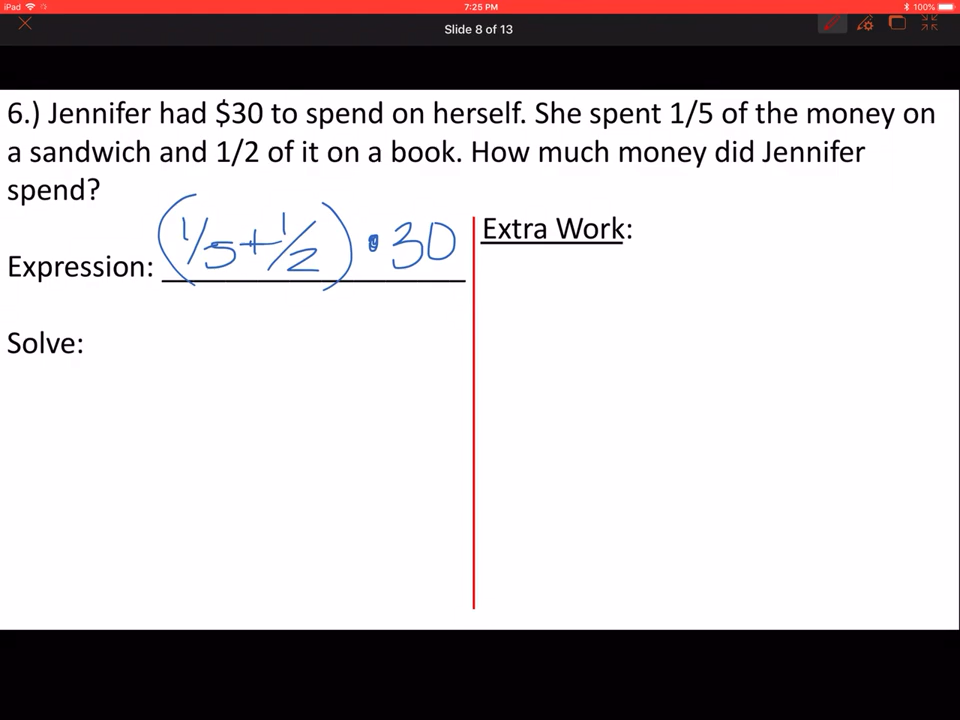 iPad 7:25 PM 100%
Slide 8 of 13
6.) Jennifer had $30 to spend on herself. She spent 1/5 of the money on
a sandwich and 1/2 of it on a book. How much money did Jennifer
spend?
Expression: (1/5+1/2)•30
Extra Work:
Solve: